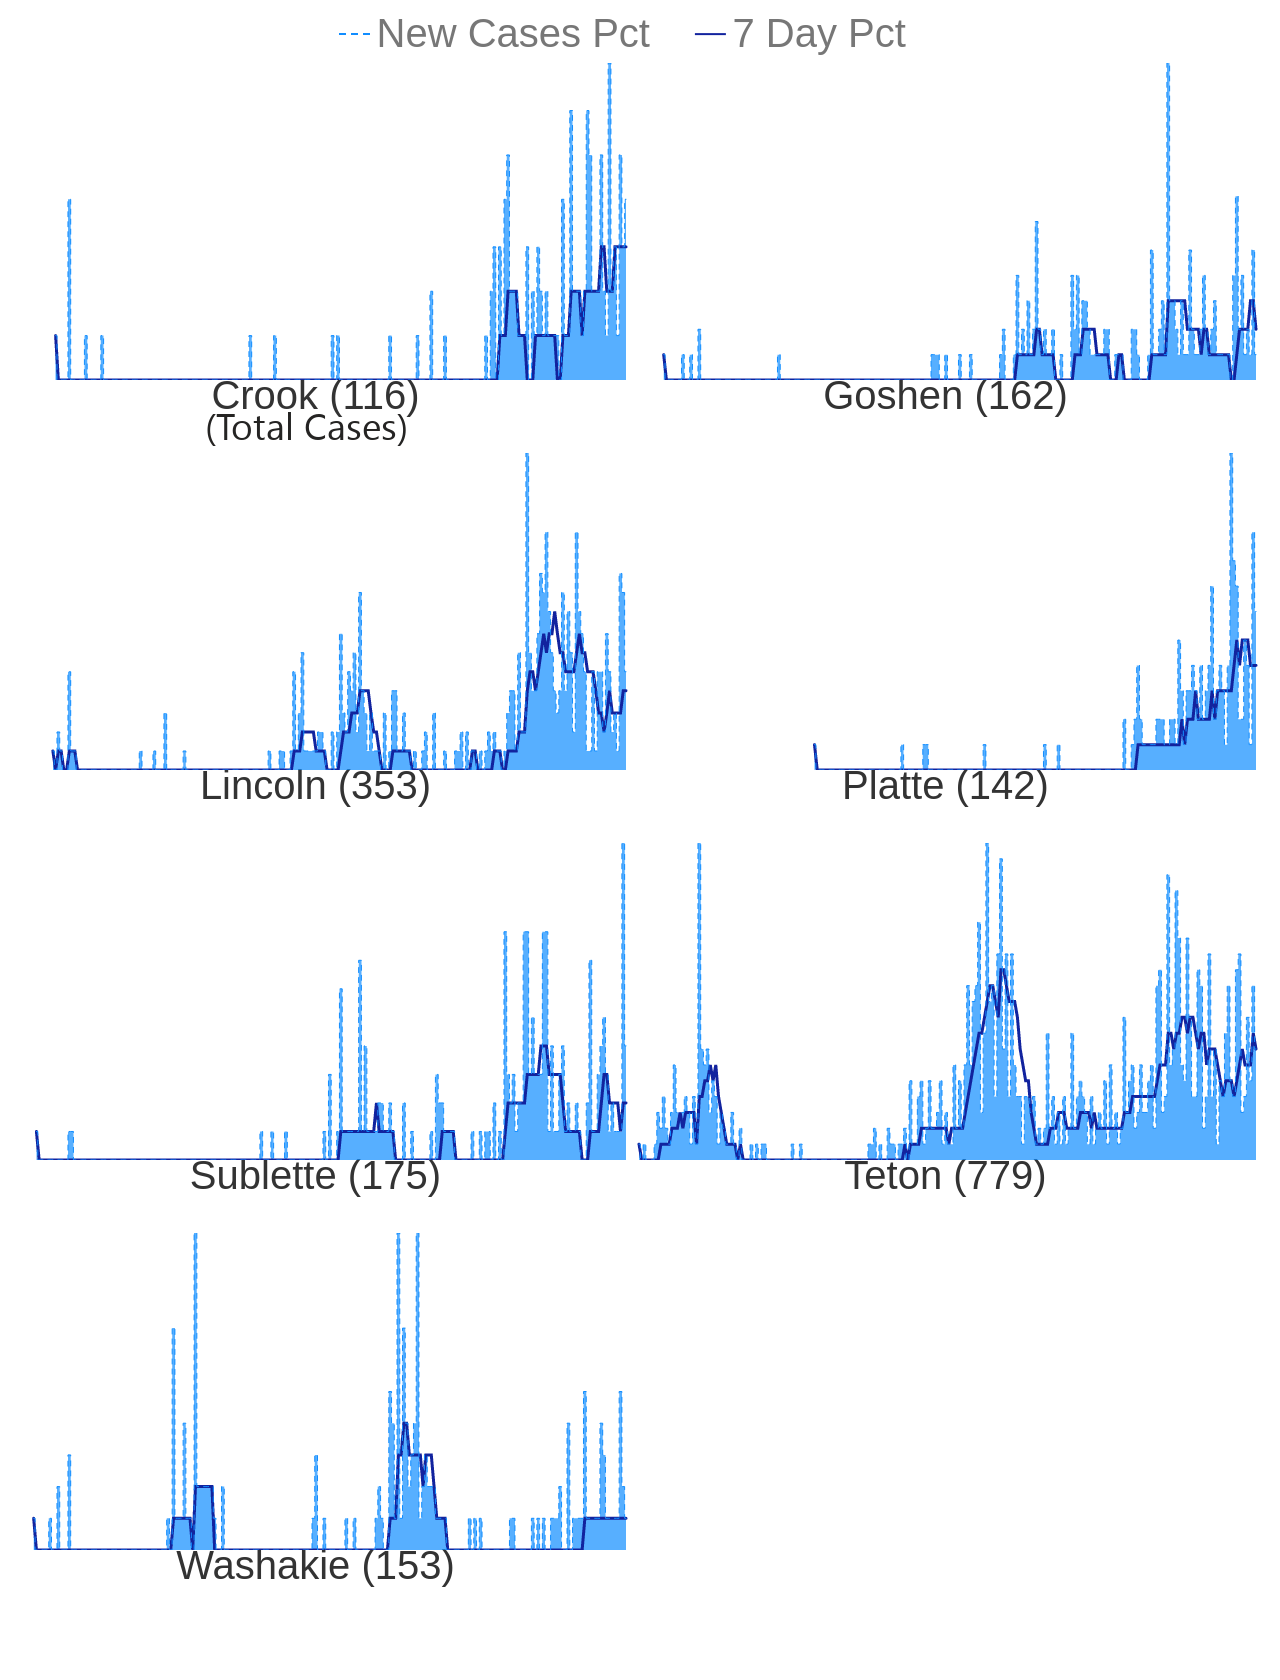 New Cases Pct 7 Day Pct
Crook (116) Goshen (162)
(Total Cases)
Lincoln (353) Platte (142)
Sublette (175) Teton (779)
Washakie (153)